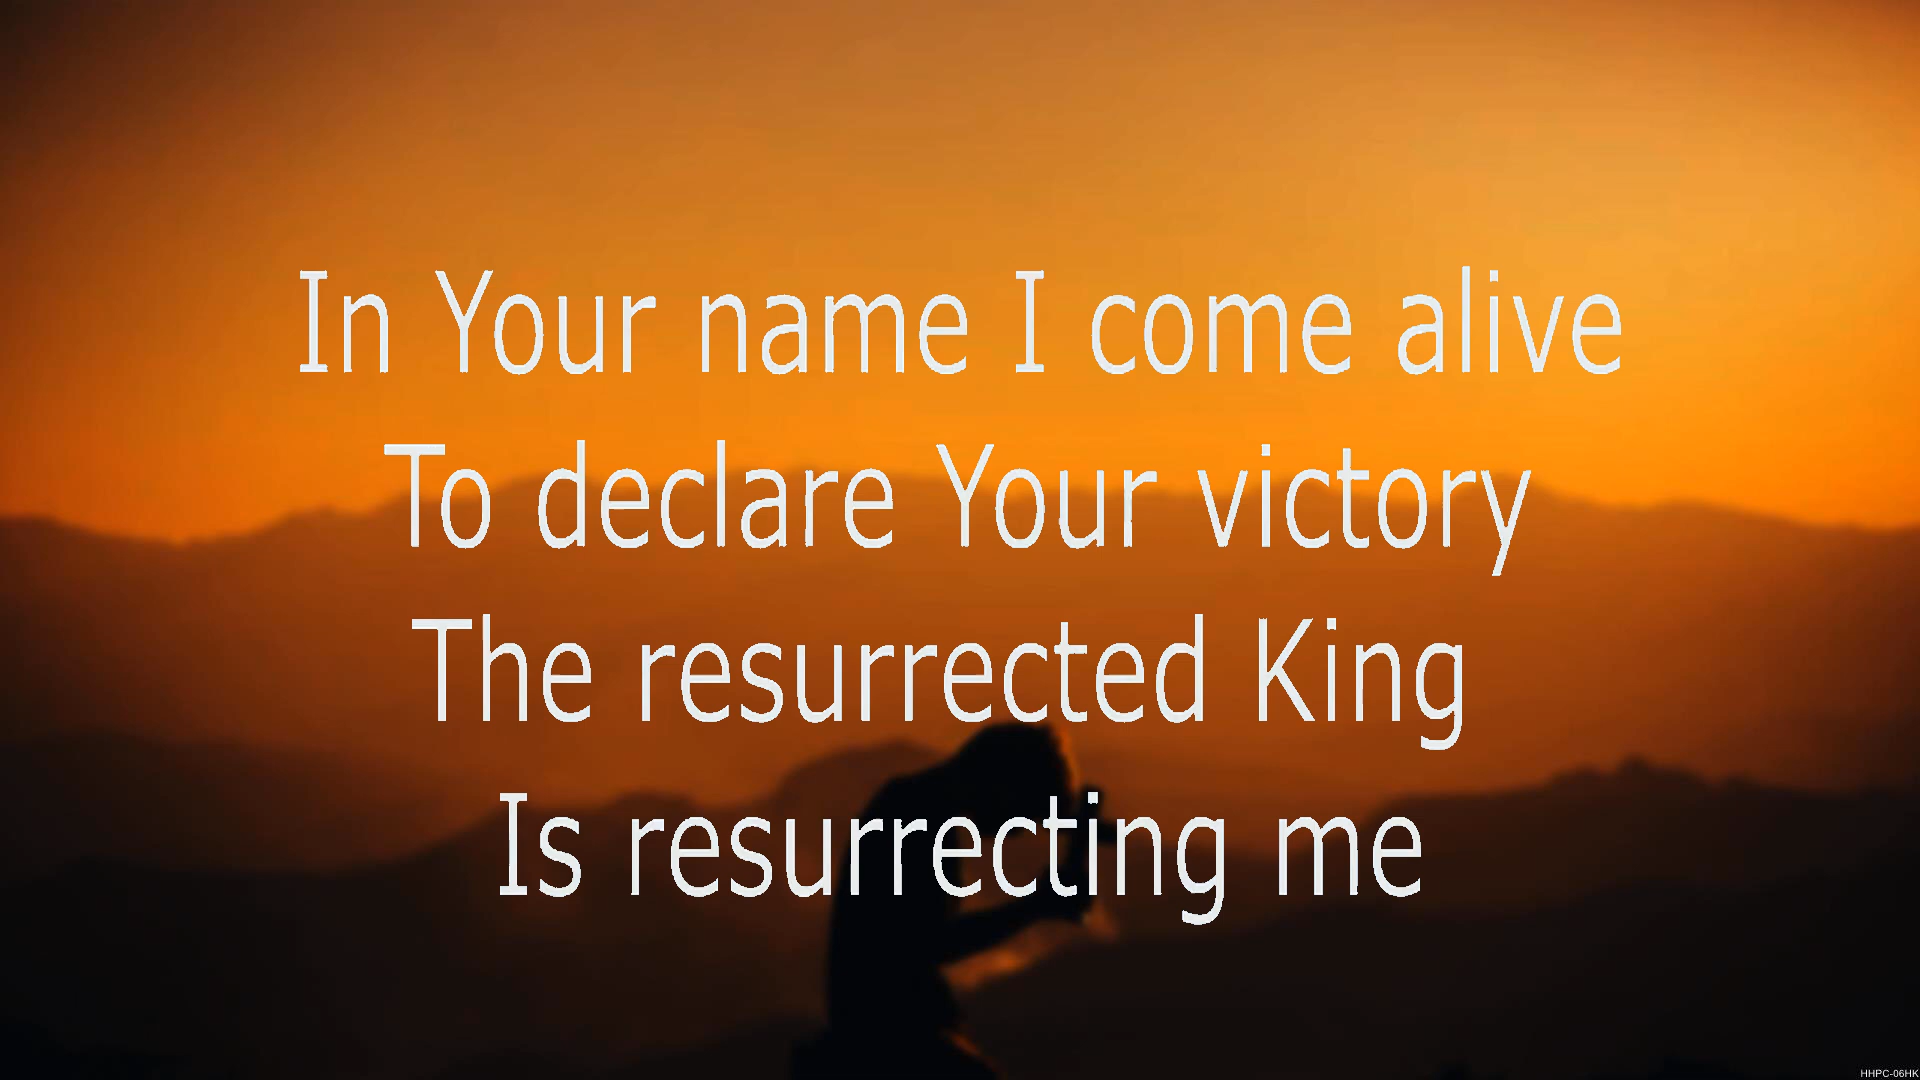 In Your name I come alive
To declare Your victory
The resurrected King
Is resurrecting me
HHPC-06HK